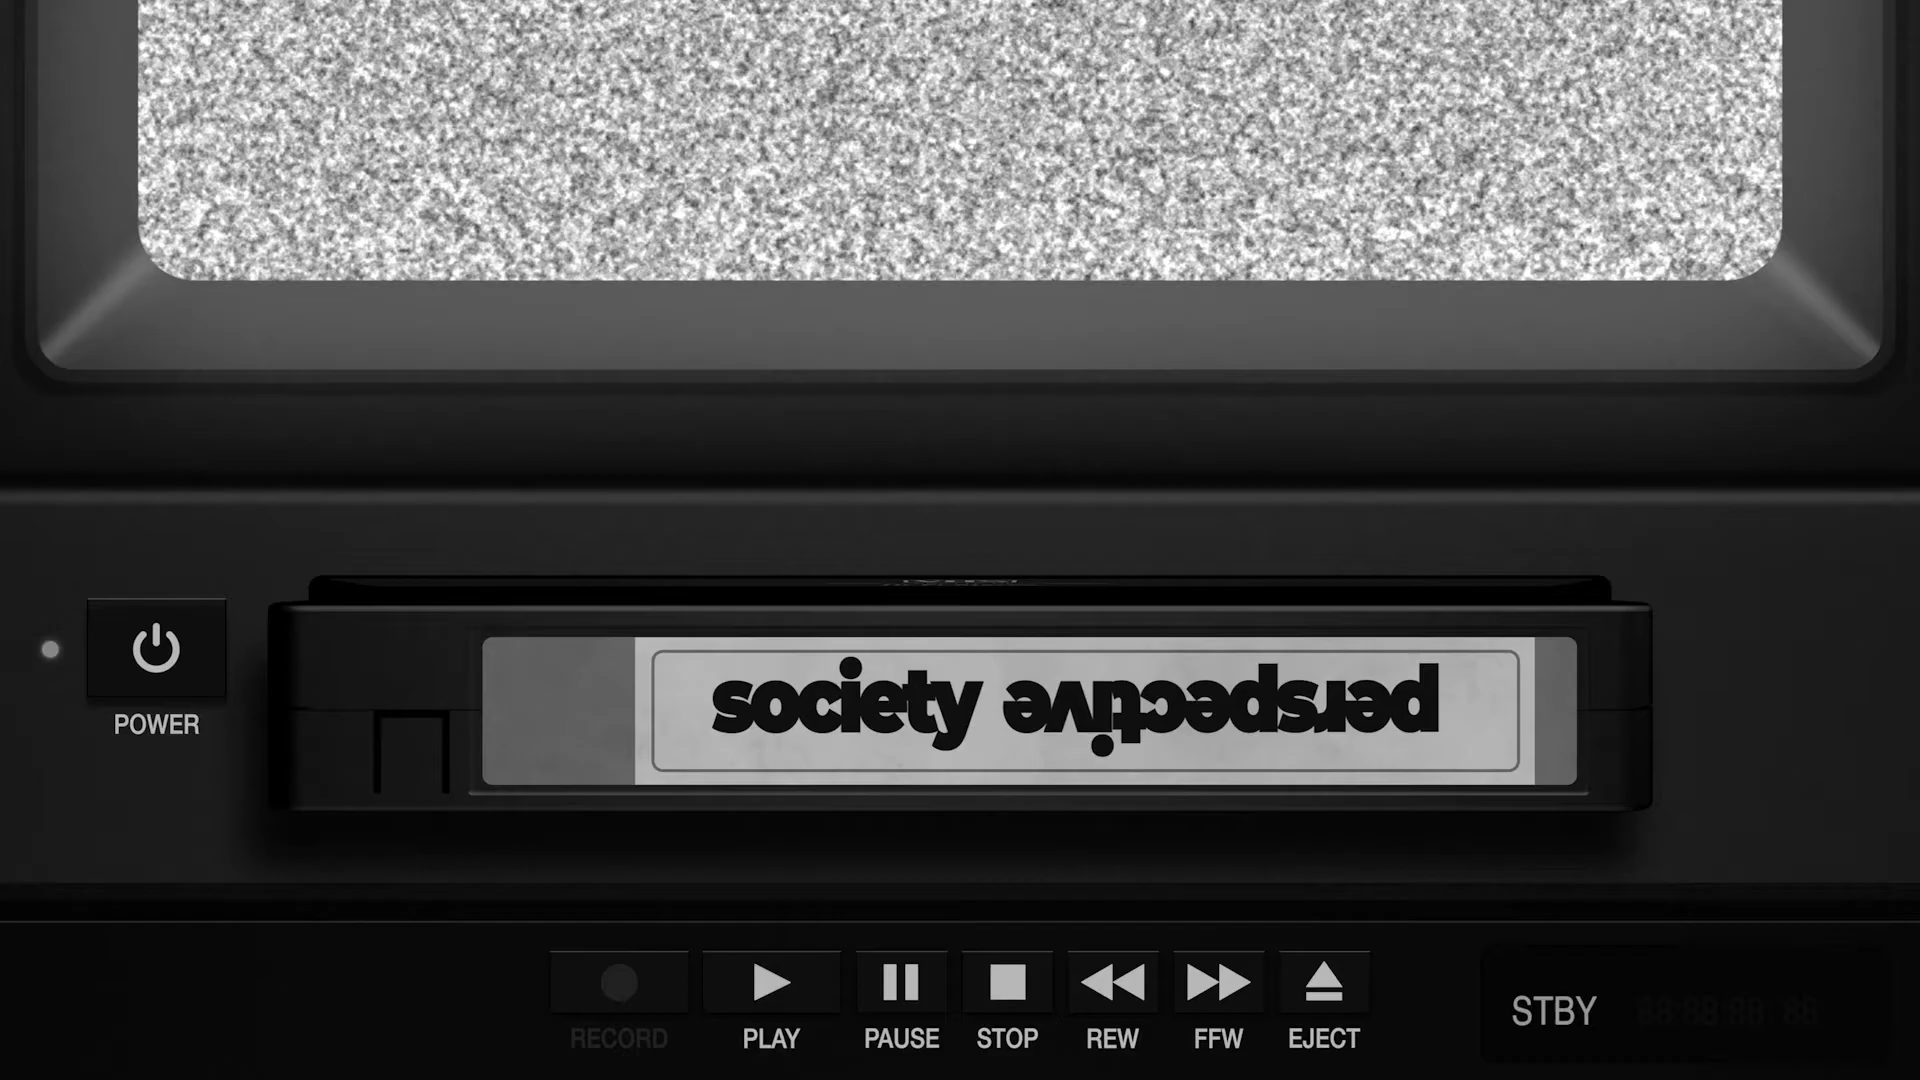 society perspective
POWER
RECORD PLAY PAUSE STOP REW FFW EJECT
STBY